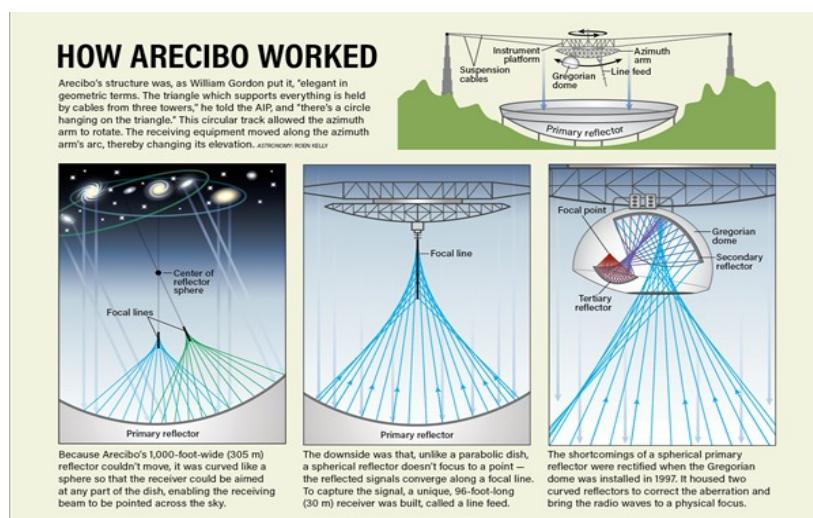 HOW ARECIBO WORKED
Arecibo's structure was, as William Gordon put it, "elegant in
geometric terms. The triangle which supports everything is held
by cables from three towers," he told the AIP, and "there's a circle
hanging on the triangle." This circular track allowed the azimuth
arm to rotate. The receiving equipment moved along the azimuth
arm's arc, thereby changing its elevation. ASTRONOMY: ROEN KELLY
Instrument
platform
Azimuth
arm
Suspension
cables
Gregorian
dome
Line feed
Primary reflector
Center of
reflector
sphere
Focal lines
Primary reflector
Because Arecibo's 1,000-foot-wide (305 m)
reflector couldn't move, it was curved like a
sphere so that the receiver could be aimed
at any part of the dish, enabling the receiving
beam to be pointed across the sky.
Focal line
Primary reflector
The downside was that, unlike a parabolic dish,
a spherical reflector doesn't focus to a point —
the reflected signals converge along a focal line.
To capture the signal, a unique, 96-foot-long
(30 m) receiver was built, called a line feed.
Focal point
Gregorian
dome
Secondary
reflector
Tertiary
reflector
The shortcomings of a spherical primary
reflector were rectified when the Gregorian
dome was installed in 1997. It housed two
curved reflectors to correct the aberration and
bring the radio waves to a physical focus.